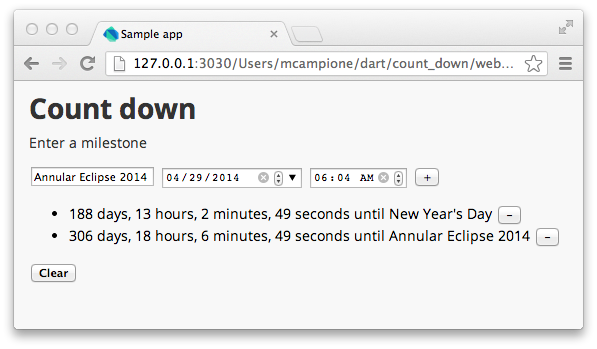 Sample app
127.0.0.1:3030/Users/mcampione/dart/count_down/web...
Count down
Enter a milestone
Annular Eclipse 2014 04/29/2014 06:04 AM +
188 days, 13 hours, 2 minutes, 49 seconds until New Year's Day -
306 days, 18 hours, 6 minutes, 49 seconds until Annular Eclipse 2014 -
Clear